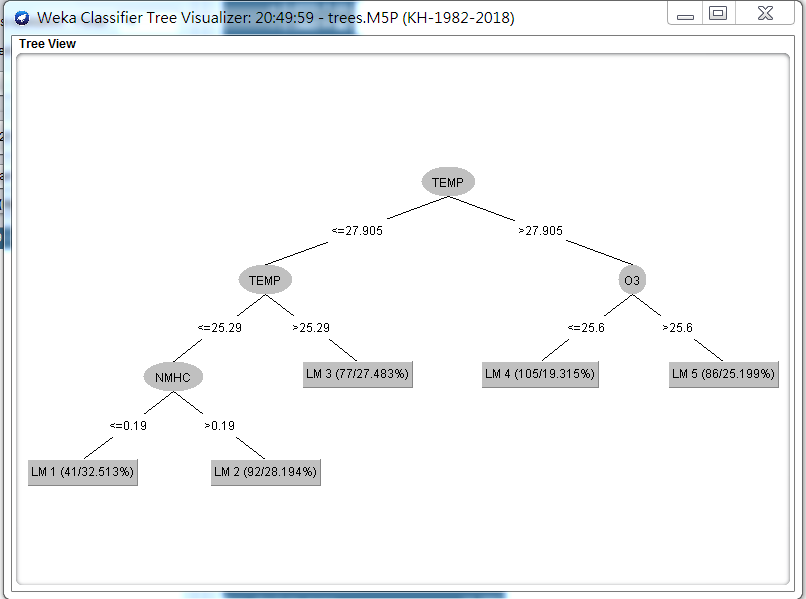 Weka Classifier Tree Visualizer: 20:49:59 - trees.M5P (KH-1982-2018)
Tree View
TEMP
<=27.905 >27.905
TEMP O3
<=25.29 >25.29 <=25.6 >25.6
NMHC LM 3 (77/27.483%) LM 4 (105/19.315%) LM 5 (86/25.199%)
<=0.19 >0.19
LM 1 (41/32.513%) LM 2 (92/28.194%)